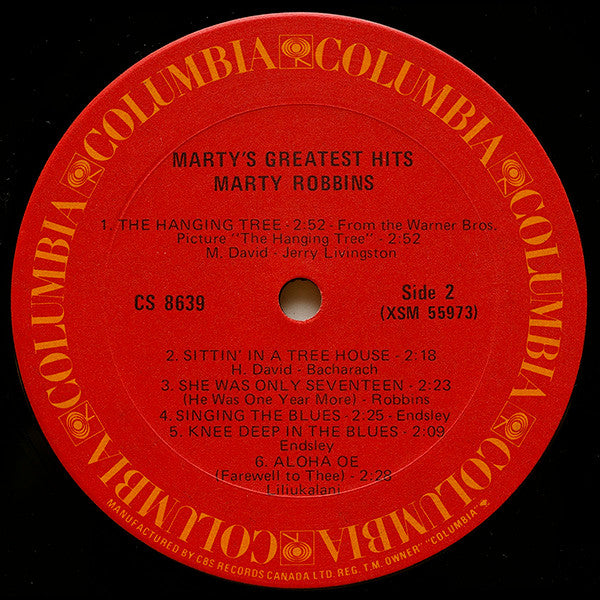 COLUMBIA COLUMBIA COLUMBIA COLUMBIA COLUMBIA COLUMBIA COLUMBIA COLUMBIA
MARTY'S GREATEST HITS
MARTY ROBBINS
1. THE HANGING TREE - 2:52 - From the Warner Bros.
Picture "The Hanging Tree" - 2:52
M. David - Jerry Livingston
CS 8639
Side 2
(XSM 55973)
2. SITTIN' IN A TREE HOUSE - 2:18
H. David - Bacharach
3. SHE WAS ONLY SEVENTEEN - 2:23
(He Was One Year More) - Robbins
4. SINGING THE BLUES - 2:25 - Endsley
5. KNEE DEEP IN THE BLUES - 2:09
Endsley
6. ALOHA OE
(Farewell to Thee) - 2:28
Liliukalani
MANUFACTURED BY CBS RECORDS CANADA LTD. REG. T.M. OWNER "COLUMBIA"